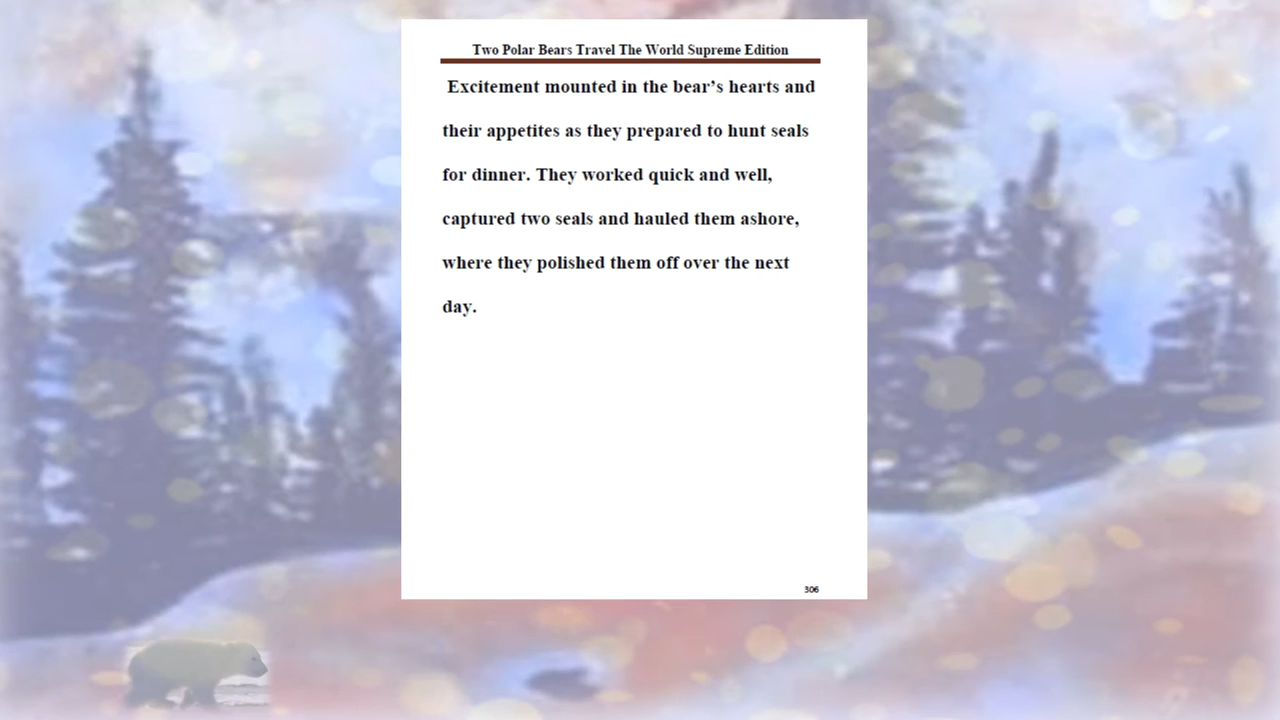 Two Polar Bears Travel The World Supreme Edition
Excitement mounted in the bear’s hearts and
their appetites as they prepared to hunt seals
for dinner. They worked quick and well,
captured two seals and hauled them ashore,
where they polished them off over the next
day.
306